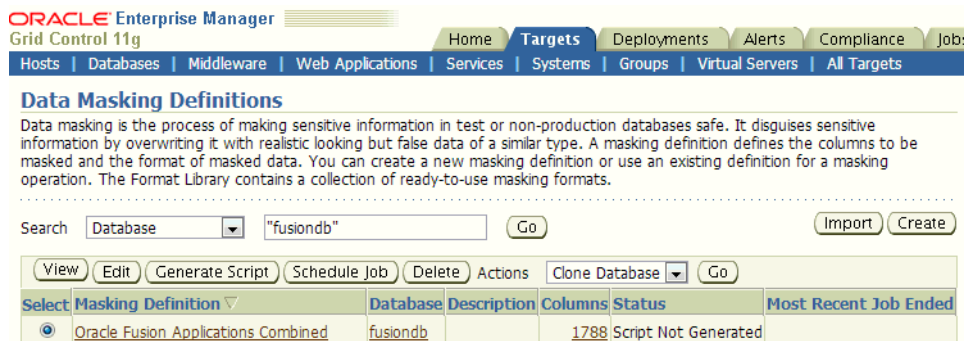 ORACLE Enterprise Manager
Grid Control 11g
Home Targets Deployments Alerts Compliance Jobs
Hosts | Databases | Middleware | Web Applications | Services | Systems | Groups | Virtual Servers | All Targets
Data Masking Definitions
Data masking is the process of making sensitive information in test or non-production databases safe. It disguises sensitive
information by overwriting it with realistic looking but false data of a similar type. A masking definition defines the columns to be
masked and the format of masked data. You can create a new masking definition or use an existing definition for a masking
operation. The Format Library contains a collection of ready-to-use masking formats.
Search Database "fusiondb" Go Import Create
View Edit Generate Script Schedule Job Delete Actions Clone Database Go
Select Masking Definition Database Description Columns Status Most Recent Job Ended
Oracle Fusion Applications Combined fusiondb 1788 Script Not Generated